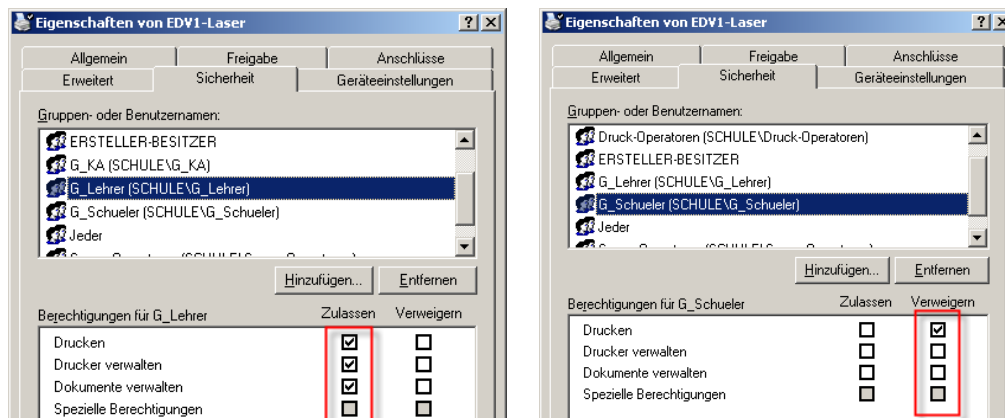 Eigenschaften von EDV1-Laser
Allgemein Freigabe Anschlüsse
Erweitert Sicherheit Geräteeinstellungen
Gruppen- oder Benutzernamen:
ERSTELLER-BESITZER
G_KA (SCHULE\G_KA)
G_Lehrer (SCHULE\G_Lehrer)
G_Schueler (SCHULE\G_Schueler)
Jeder
Hinzufügen... Entfernen
Berechtigungen für G_Lehrer Zulassen Verweigern
Drucken
Drucker verwalten
Dokumente verwalten
Spezielle Berechtigungen
Eigenschaften von EDV1-Laser
Allgemein Freigabe Anschlüsse
Erweitert Sicherheit Geräteeinstellungen
Gruppen- oder Benutzernamen:
Druck-Operatoren (SCHULE\Druck-Operatoren)
ERSTELLER-BESITZER
G_Lehrer (SCHULE\G_Lehrer)
G_Schueler (SCHULE\G_Schueler)
Jeder
Hinzufügen... Entfernen
Berechtigungen für G_Schueler Zulassen Verweigern
Drucken
Drucker verwalten
Dokumente verwalten
Spezielle Berechtigungen